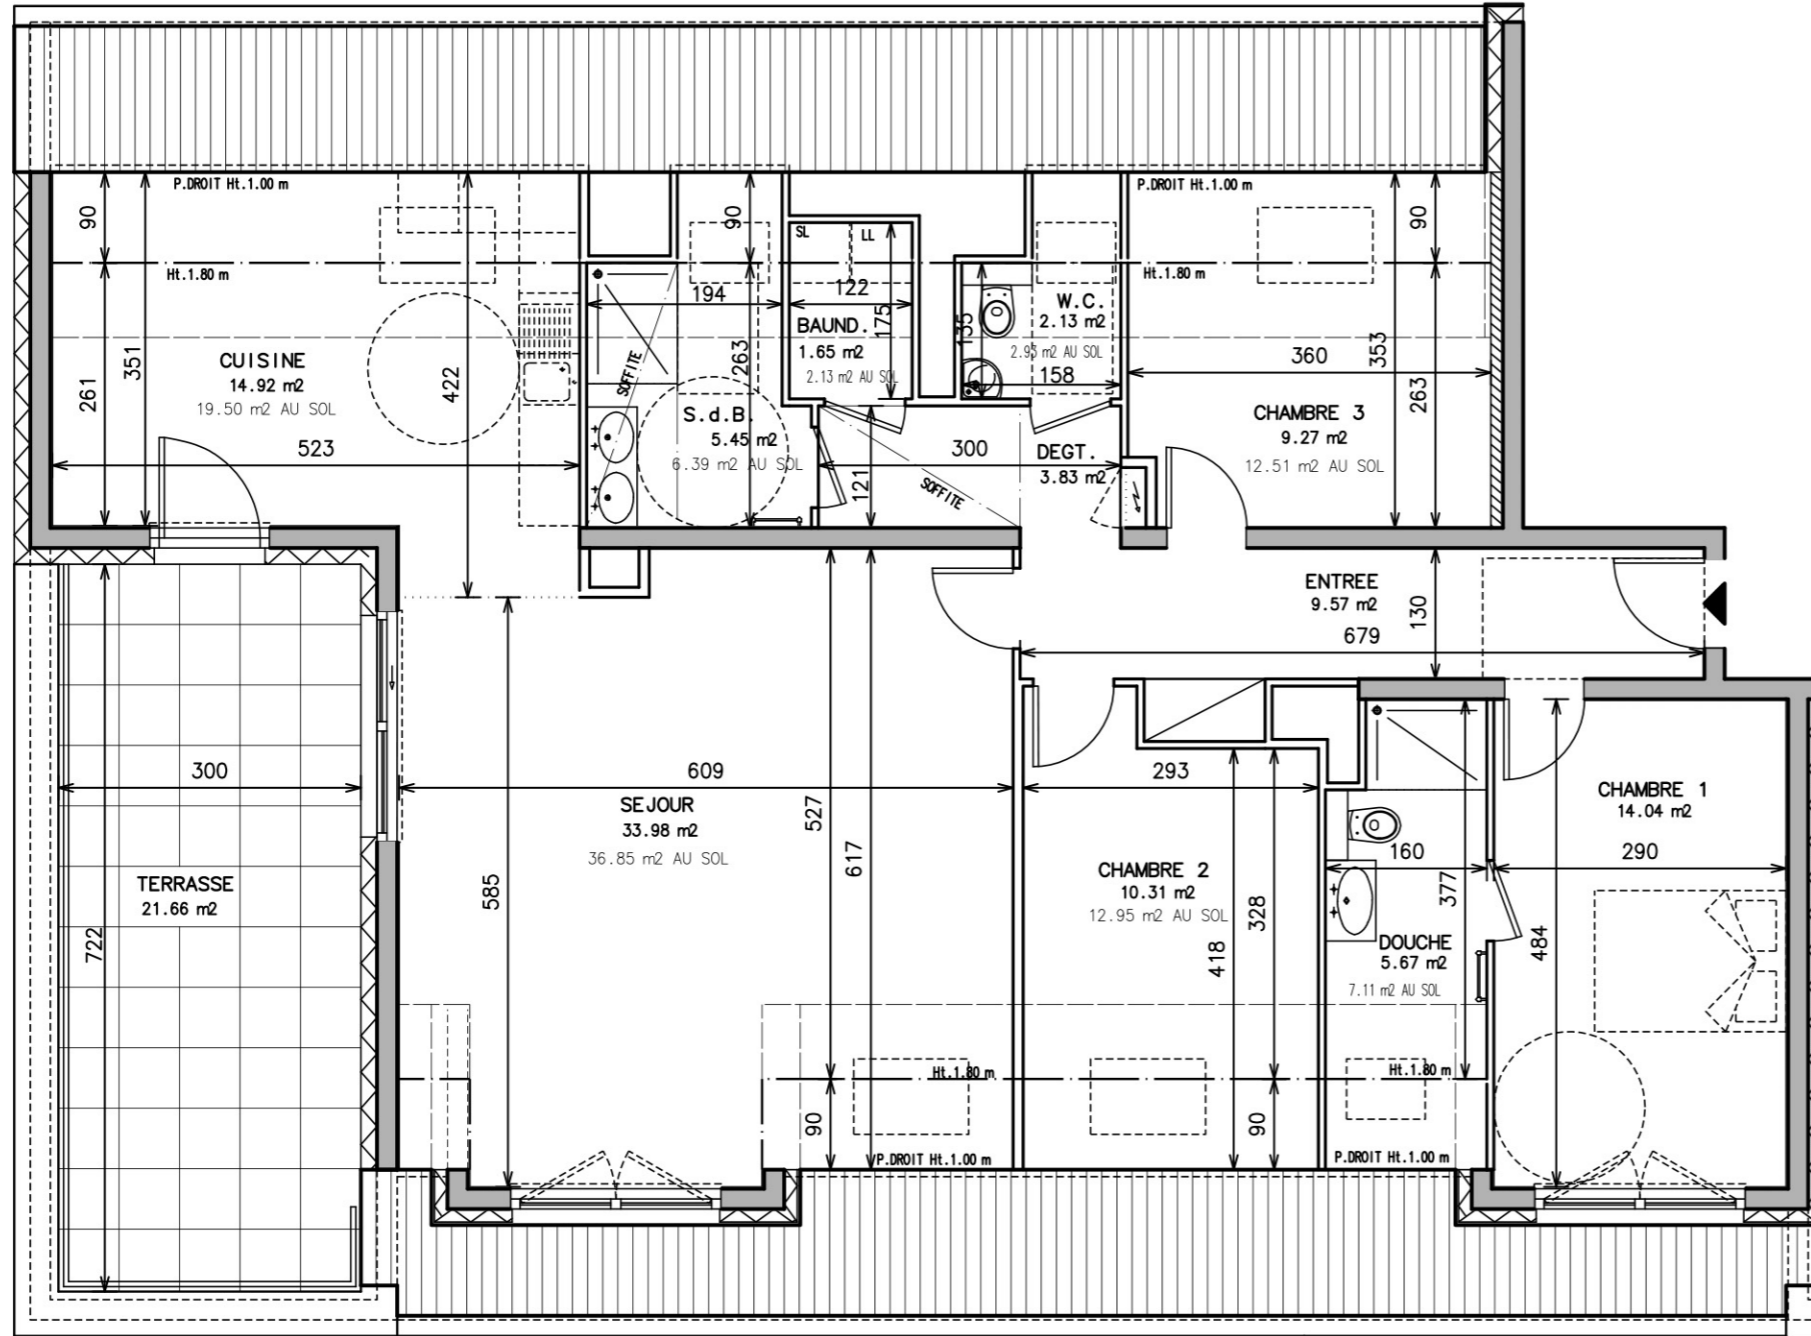 P.DROIT Ht.1.00 m
P.DROIT Ht.1.00 m
90
351
90
SL
LL
90
Ht.1.80 m
Ht.1.80 m
194
122
175
135
W.C.
2.13 m2
2.93 m2 AU SOL
158
BAUND.
1.65 m2
2.13 m2 AU SOL
261
CUISINE
14.92 m2
19.50 m2 AU SOL
523
422
SOFFITE
263
S.d.B.
5.45 m2
6.39 m2 AU SOL
121
300
SOFFITE
DEGT.
3.83 m2
360
353
263
CHAMBRE 3
9.27 m2
12.51 m2 AU SOL
ENTREE
9.57 m2
130
679
300
TERRASSE
21.66 m2
722
609
SEJOUR
33.98 m2
36.85 m2 AU SOL
585
527
617
90
Ht.1.80 m
P.DROIT Ht.1.00 m
293
CHAMBRE 2
10.31 m2
12.95 m2 AU SOL
418
328
90
160
377
DOUCHE
5.67 m2
7.11 m2 AU SOL
Ht.1.80 m
P.DROIT Ht.1.00 m
CHAMBRE 1
14.04 m2
290
484